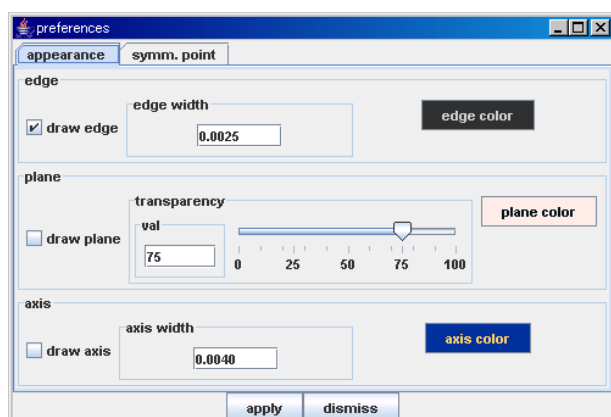 preferences
appearance symm. point
edge
edge width
draw edge
0.0025
edge color
plane
transparency
plane color
val
draw plane
75
0 25 50 75 100
axis
axis width
draw axis
0.0040
axis color
apply dismiss